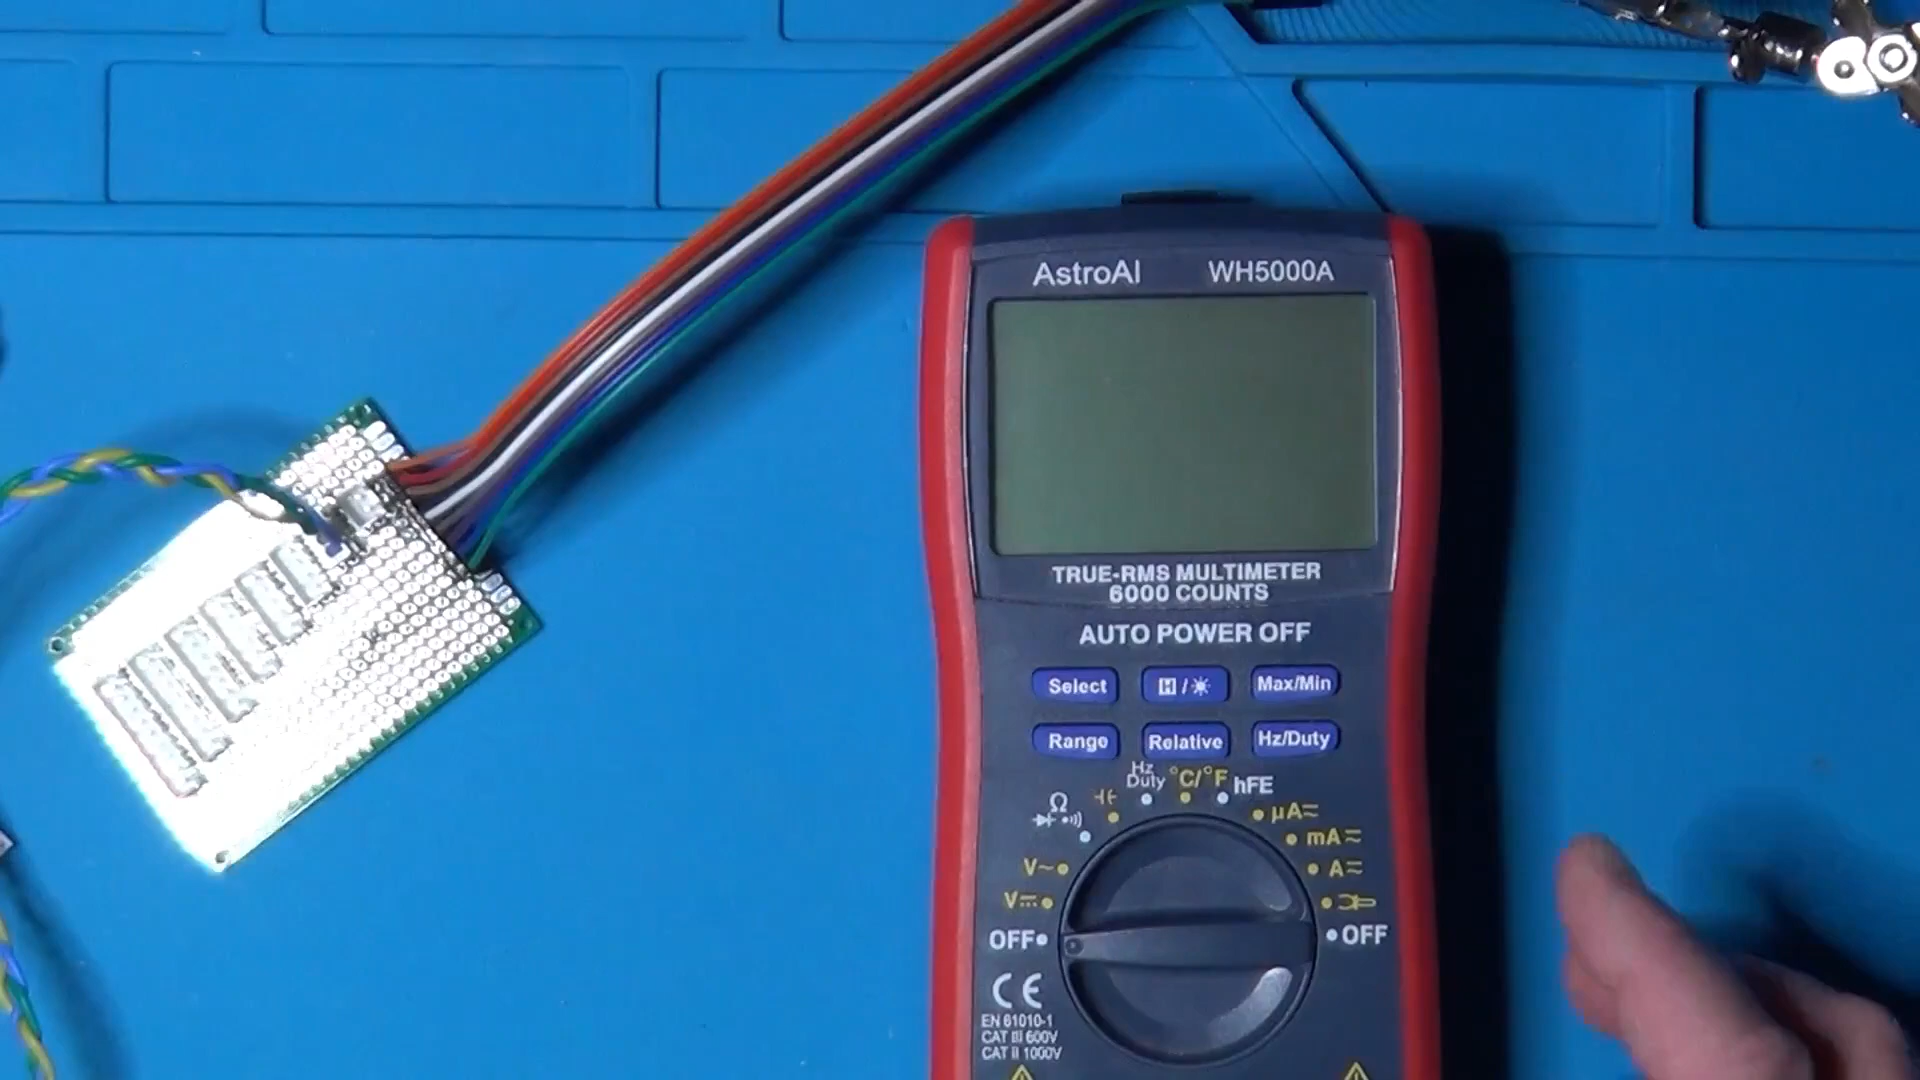 AstroAI WH5000A
TRUE-RMS MULTIMETER
6000 COUNTS
AUTO POWER OFF
Select H / ☀ Max/Min
Range Relative Hz/Duty
Hz
Duty °C/°F hFE
Ω
µA
mA
V~ A
V
OFF OFF
CE
EN 61010-1
CAT III 600V
CAT II 1000V